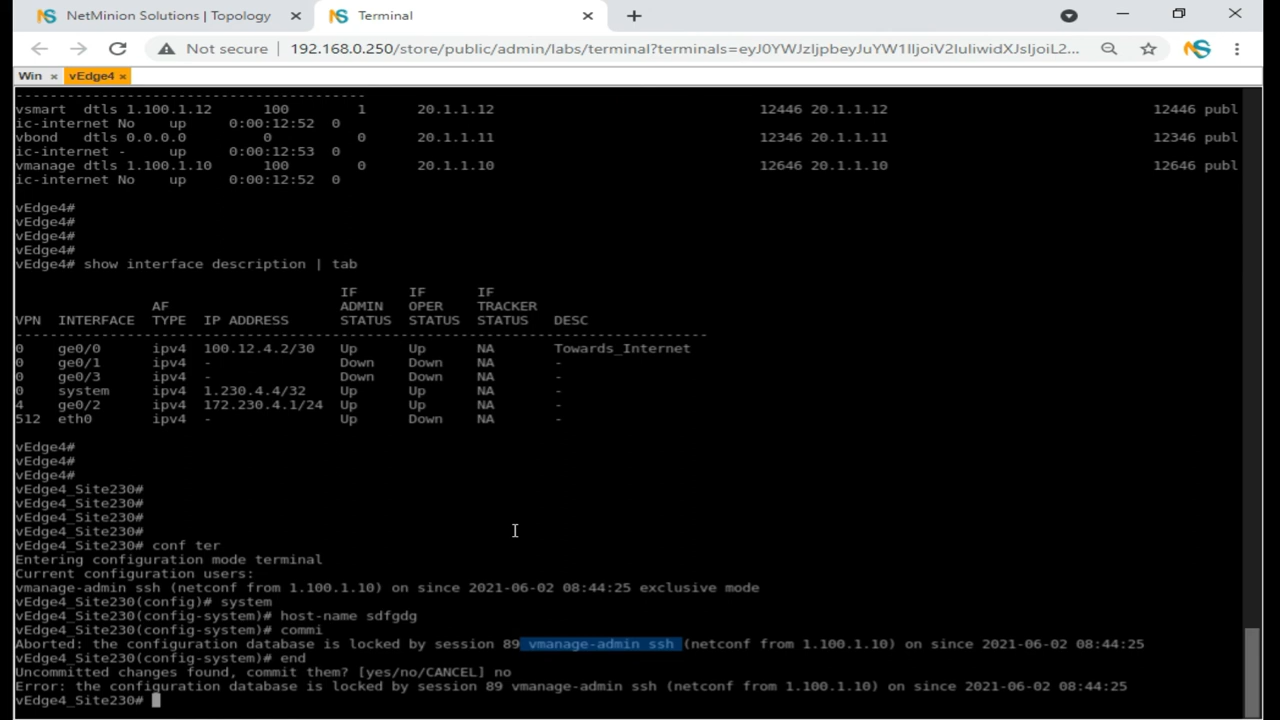 NetMinion Solutions | Topology
Terminal
Not secure
192.168.0.250/store/public/admin/labs/terminal?terminals=eyJ0YWJzIjpbeyJuYW1lIjoiV2luIiwidXJsIjoiL2...
Win × vEdge4 ×
-----------------------------------------
vsmart dtls 1.100.1.12 100 1 20.1.1.12 12446 20.1.1.12 12446 publ
ic-internet No up 0:00:12:52 0
vbond dtls 0.0.0.0 0 0 20.1.1.11 12346 20.1.1.11 12346 publ
ic-internet - up 0:00:12:53 0
vmanage dtls 1.100.1.10 100 0 20.1.1.10 12646 20.1.1.10 12646 publ
ic-internet No up 0:00:12:52 0
vEdge4#
vEdge4#
vEdge4#
vEdge4#
vEdge4# show interface description | tab
IF IF IF
AF ADMIN OPER TRACKER
VPN INTERFACE TYPE IP ADDRESS STATUS STATUS STATUS DESC
---------------------------------------------------------------------------------
0 ge0/0 ipv4 100.12.4.2/30 Up Up NA Towards_Internet
0 ge0/1 ipv4 - Down Down NA -
0 ge0/3 ipv4 - Down Down NA -
0 system ipv4 1.230.4.4/32 Up Up NA -
4 ge0/2 ipv4 172.230.4.1/24 Up Up NA -
512 eth0 ipv4 - Up Down NA -
vEdge4#
vEdge4#
vEdge4#
vEdge4_Site230#
vEdge4_Site230#
vEdge4_Site230#
vEdge4_Site230#
vEdge4_Site230# conf ter
Entering configuration mode terminal
Current configuration users:
vmanage-admin ssh (netconf from 1.100.1.10) on since 2021-06-02 08:44:25 exclusive mode
vEdge4_Site230(config)# system
vEdge4_Site230(config-system)# host-name sdfgdg
vEdge4_Site230(config-system)# commi
Aborted: the configuration database is locked by session 89 vmanage-admin ssh (netconf from 1.100.1.10) on since 2021-06-02 08:44:25
vEdge4_Site230(config-system)# end
Uncommitted changes found, commit them? [yes/no/CANCEL] no
Error: the configuration database is locked by session 89 vmanage-admin ssh (netconf from 1.100.1.10) on since 2021-06-02 08:44:25
vEdge4_Site230#